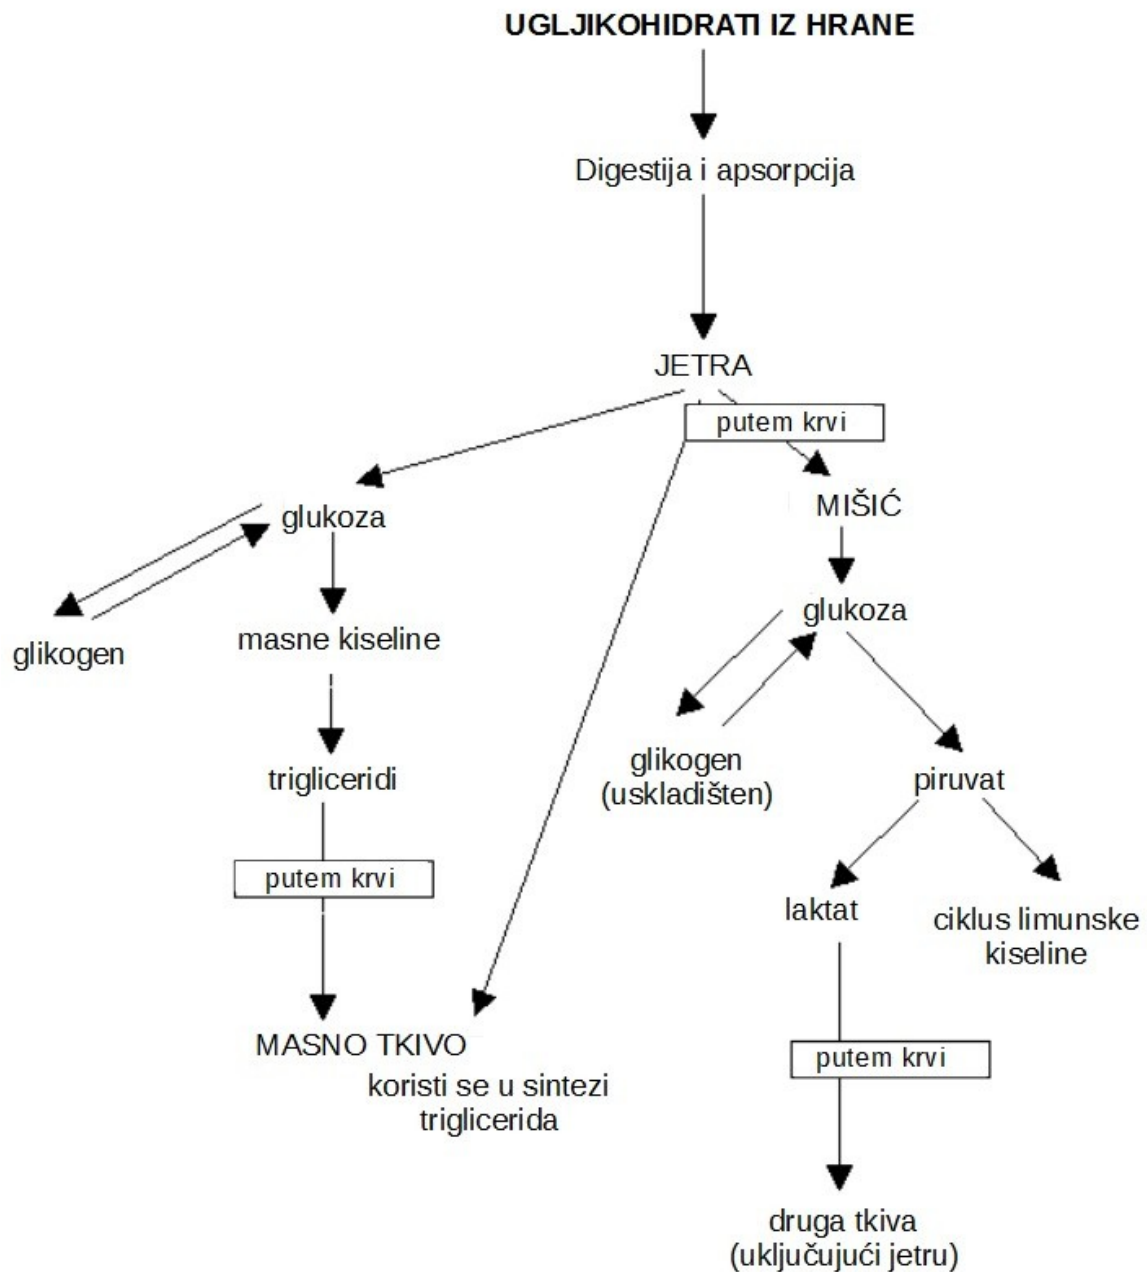 UGLJIKOHIDRATI IZ HRANE
Digestija i apsorpcija
JETRA
putem krvi
MIŠIĆ
glukoza
glukoza
masne kiseline
glikogen
glikogen
(uskladišten)
trigliceridi
piruvat
putem krvi
laktat
ciklus limunske
kiseline
MASNO TKIVO
koristi se u sintezi
triglicerida
putem krvi
druga tkiva
(uključujući jetru)